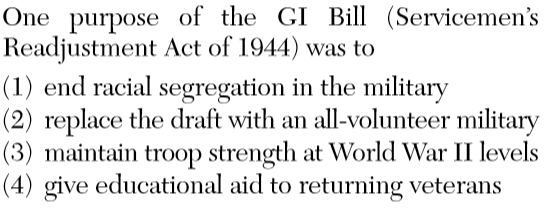 One purpose of the GI Bill (Servicemen’s
Readjustment Act of 1944) was to
(1) end racial segregation in the military
(2) replace the draft with an all-volunteer military
(3) maintain troop strength at World War II levels
(4) give educational aid to returning veterans